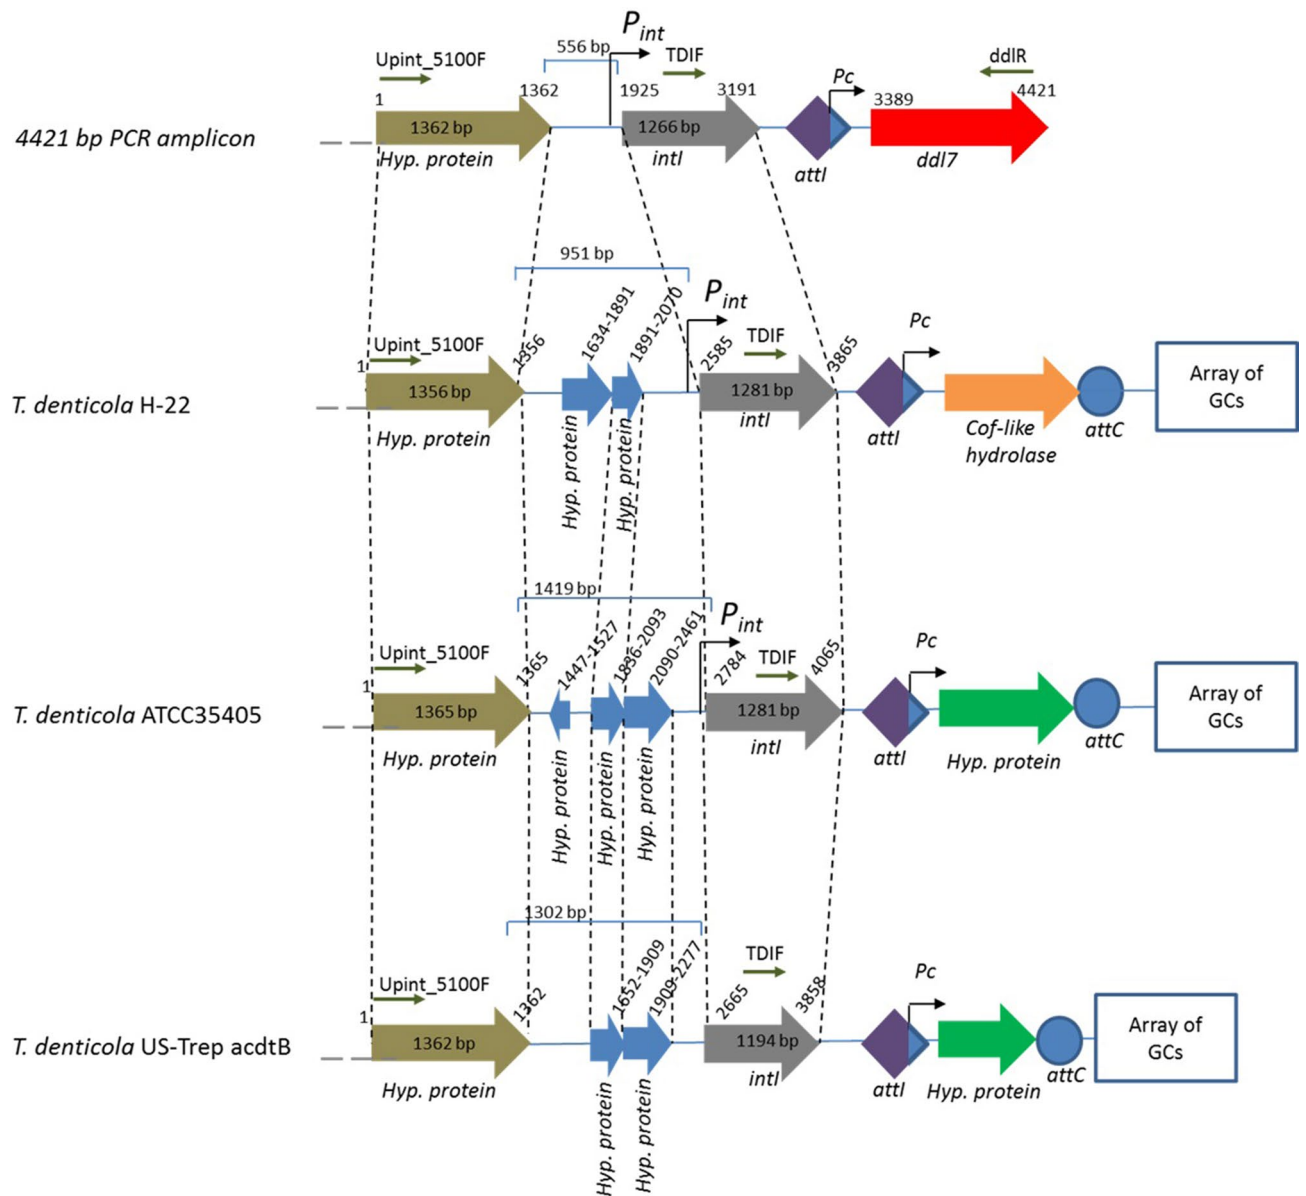 4421 bp PCR amplicon
Upint_5100F
556 bp
Pint
TDIF
Pc
ddlR
1
1362
1925
3191
3389
4421
1362 bp
1266 bp
Hyp. protein
intI
attI
ddl7
T. denticola H-22
951 bp
Upint_5100F
1
1356
1634-1891
1891-2070
Pint
2585
TDIF
3865
Pc
1356 bp
1281 bp
Hyp. protein
Hyp. protein
Hyp. protein
intI
attI
Cof-like
hydrolase
attC
Array of
GCs
T. denticola ATCC35405
1419 bp
Upint_5100F
1
1365
1447-1527
1836-2093
2090-2461
Pint
2784
TDIF
4065
Pc
1365 bp
1281 bp
Hyp. protein
Hyp. protein
Hyp. protein
Hyp. protein
intI
attI
Hyp. protein
attC
Array of
GCs
T. denticola US-Trep acdtB
1302 bp
Upint_5100F
1
1362
1652-1909
1909-2277
2665
TDIF
3858
Pc
1362 bp
1194 bp
Hyp. protein
Hyp. protein
Hyp. protein
intI
attI
Hyp. protein
attC
Array of
GCs